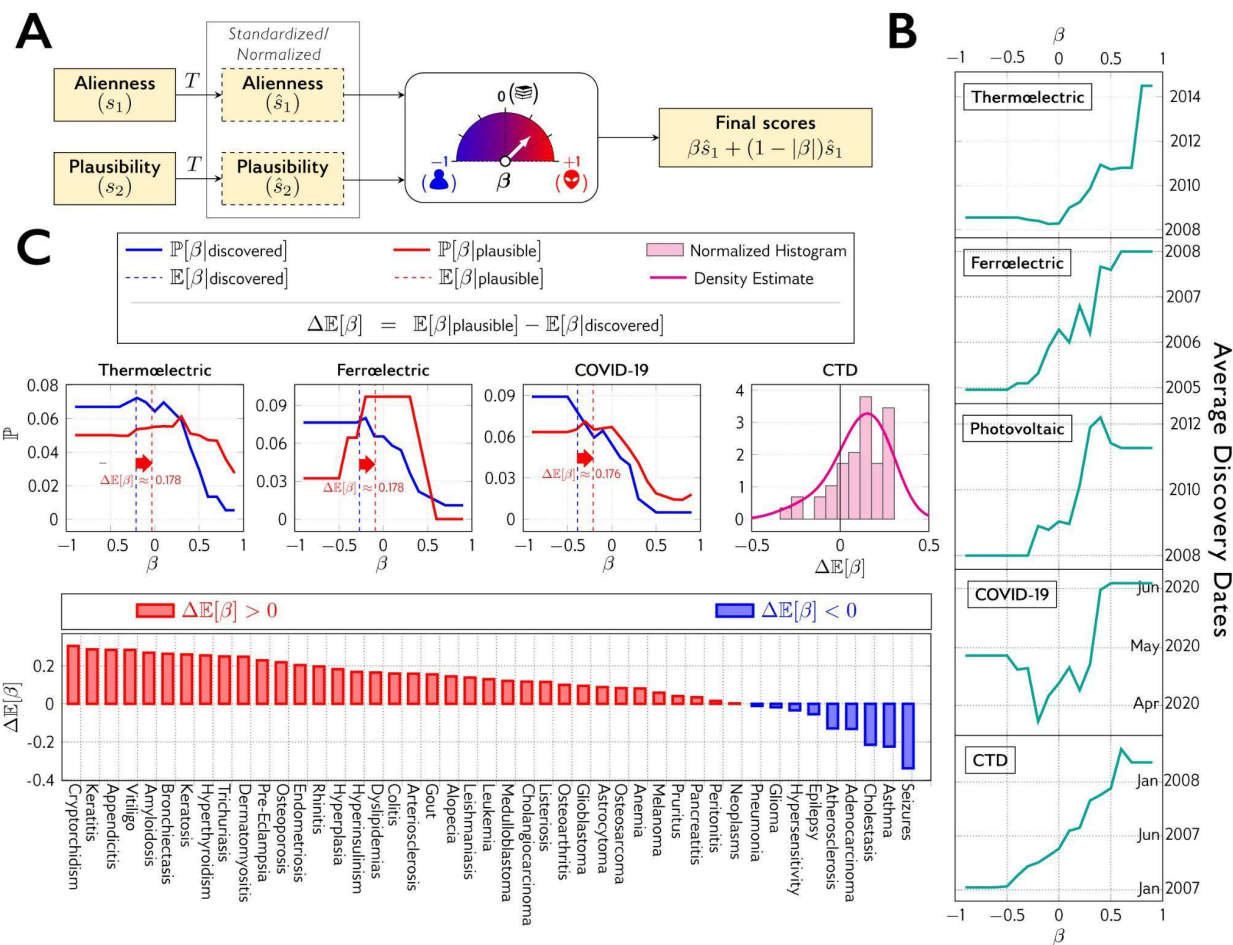 A
Standardized/
Normalized
Alienness
(s₁)
T
Alienness
(ŝ₁)
Plausibility
(s₂)
T
Plausibility
(ŝ₂)
0
−1
+1
β
Final scores
βŝ₁ + (1 − |β|)ŝ₁
B
β
−1 −0.5 0 0.5 1
Thermœlectric
2014
2012
2010
2008
Ferrœlectric
2008
2007
2006
2005
Photovoltaic
2012
2010
2008
COVID-19
Jun 2020
May 2020
Apr 2020
CTD
Jan 2008
Jun 2007
Jan 2007
−1 −0.5 0 0.5 1
β
Average Discovery Dates
C
ℙ[β|discovered]
ℙ[β|plausible]
Normalized Histogram
𝔼[β|discovered]
𝔼[β|plausible]
Density Estimate
Δ𝔼[β] = 𝔼[β|plausible] − 𝔼[β|discovered]
Thermœlectric
ℙ
0.08
0.06
0.04
0.02
0
Δ𝔼[β] ≈ 0.178
−1 0.5 0 0.5 1
β
Ferrœlectric
0.09
0.06
0.03
0
Δ𝔼[β] ≈ 0.178
−1 −0.5 0 0.5 1
β
COVID-19
0.09
0.06
0.03
0
Δ𝔼[β] ≈ 0.176
−1 −0.5 0 0.5 1
β
CTD
4
3
2
1
0
−0.5 0 0.5
Δ𝔼[β]
Δ𝔼[β] > 0
Δ𝔼[β] < 0
Δ𝔼[β]
0.2
0
-0.2
-0.4
Cryptorchidism
Keratitis
Appendicitis
Vitiligo
Amyloidosis
Bronchiectasis
Keratosis
Hyperthyroidism
Trichuriasis
Dermatomyositis
Pre-Eclampsia
Osteoporosis
Endometriosis
Rhinitis
Hyperplasia
Hyperinsulinism
Dyslipidemias
Colitis
Arteriosclerosis
Gout
Alopecia
Leishmaniasis
Leukemia
Medulloblastoma
Cholangiocarcinoma
Listeriosis
Osteoarthritis
Glioblastoma
Astrocytoma
Osteosarcoma
Anemia
Melanoma
Pruritus
Pancreatitis
Peritonitis
Neoplasms
Pneumonia
Glioma
Hypersensitivity
Epilepsy
Atherosclerosis
Adenocarcinoma
Cholestasis
Asthma
Seizures